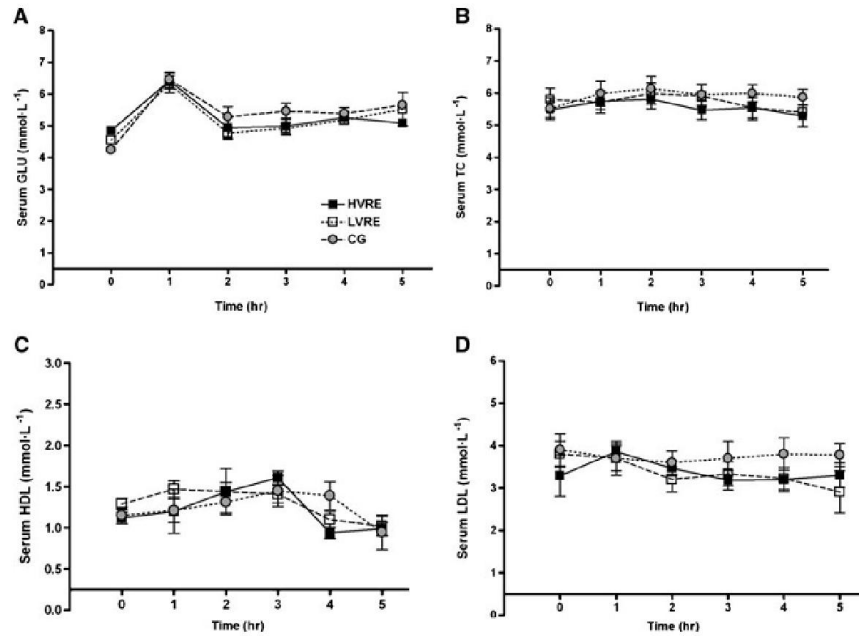 A
Serum GLU (mmol·L⁻¹)
8
7
6
5
4
3
2
1
0
HVRE
LVRE
CG
0 1 2 3 4 5
Time (hr)
B
Serum TC (mmol·L⁻¹)
8
7
6
5
4
3
2
1
0
0 1 2 3 4 5
Time (hr)
C
Serum HDL (mmol·L⁻¹)
3.0
2.5
2.0
1.5
1.0
0.5
0.0
0 1 2 3 4 5
Time (hr)
D
Serum LDL (mmol·L⁻¹)
6
5
4
3
2
1
0
0 1 2 3 4 5
Time (hr)